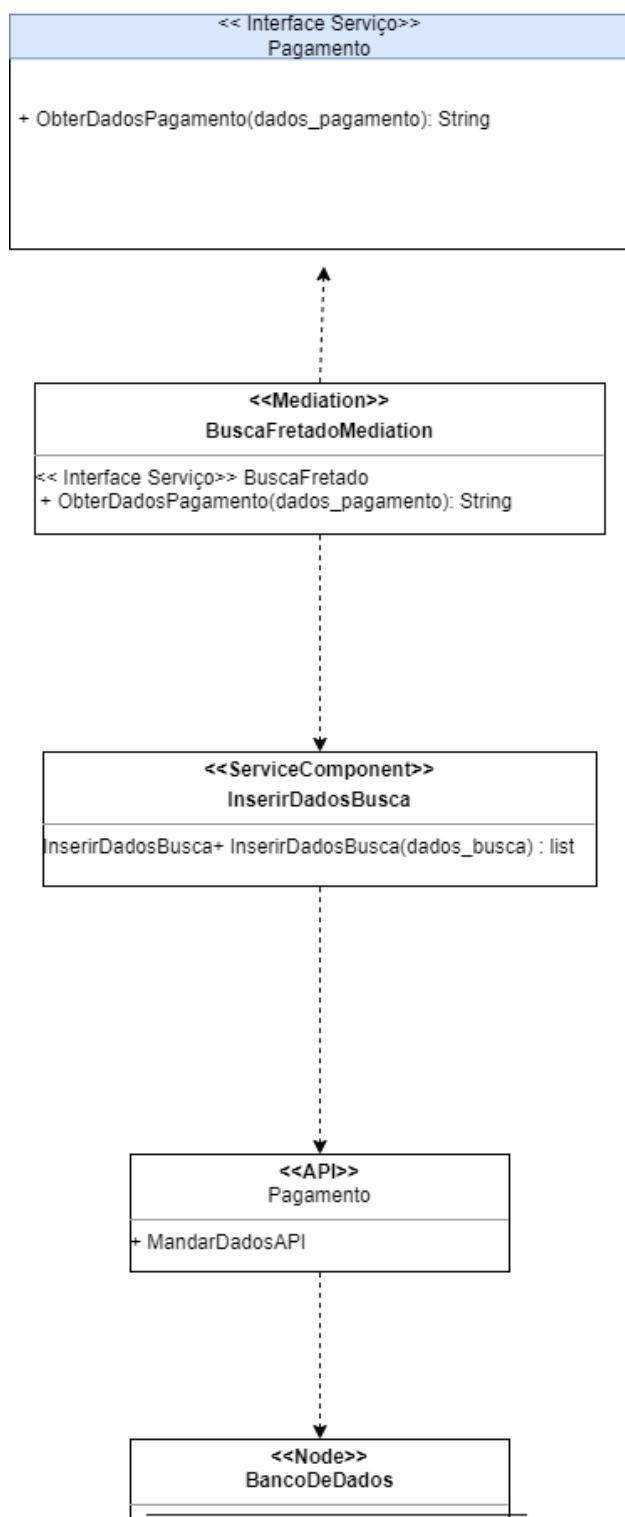 << Interface Serviço>>
Pagamento
+ ObterDadosPagamento(dados_pagamento): String
<<Mediation>>
BuscaFretadoMediation
<< Interface Serviço>> BuscaFretado
+ ObterDadosPagamento(dados_pagamento): String
<<ServiceComponent>>
InserirDadosBusca
InserirDadosBusca+ InserirDadosBusca(dados_busca) : list
<<API>>
Pagamento
+ MandarDadosAPI
<<Node>>
BancoDeDados